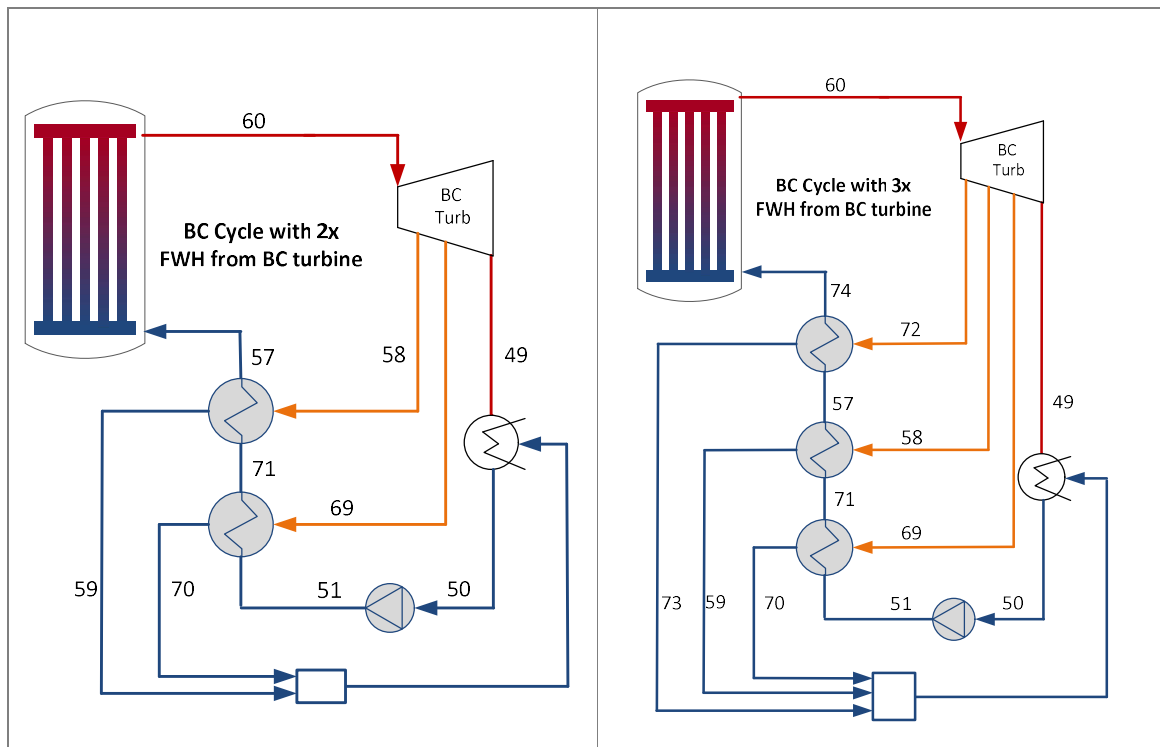 60
BC
Turb
BC Cycle with 2x
FWH from BC turbine
57
58
49
71
69
59
70
51
50
60
BC
Turb
BC Cycle with 3x
FWH from BC turbine
74
72
57
49
58
71
69
73
59
70
51
50